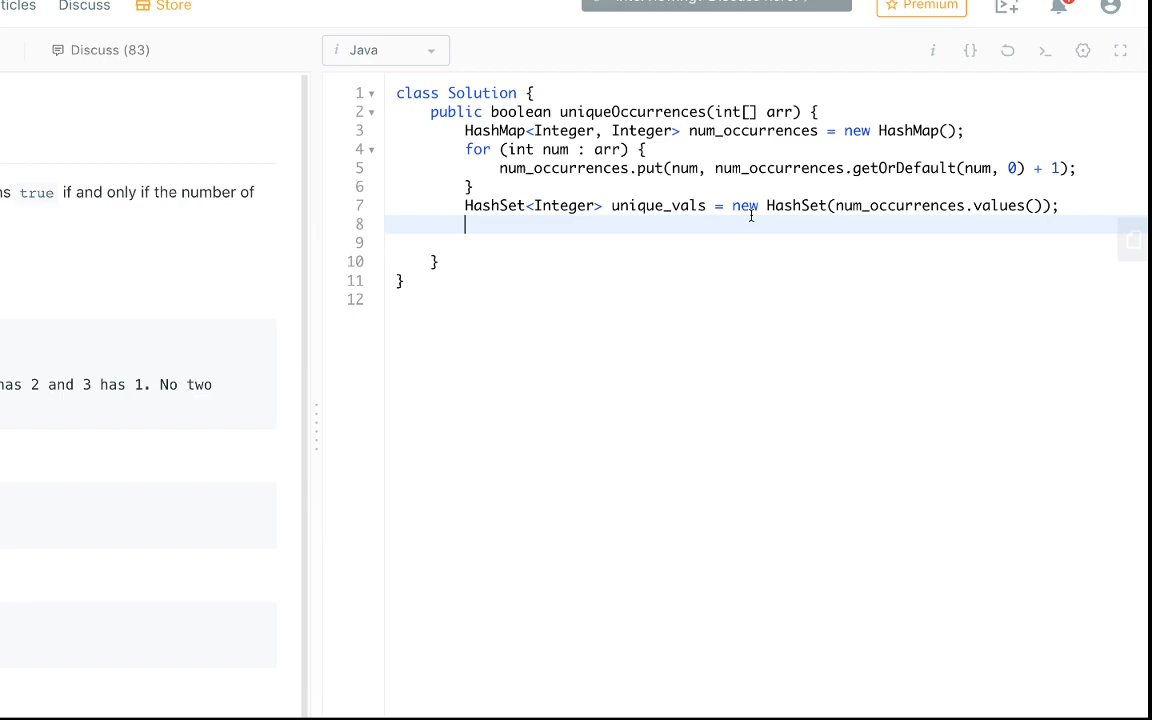 ticles Discuss Store
Premium
Discuss (83)
i Java
i {}
ns true if and only if the number of
has 2 and 3 has 1. No two
1 class Solution {
2 public boolean uniqueOccurrences(int[] arr) {
3 HashMap<Integer, Integer> num_occurrences = new HashMap();
4 for (int num : arr) {
5 num_occurrences.put(num, num_occurrences.getOrDefault(num, 0) + 1);
6 }
7 HashSet<Integer> unique_vals = new HashSet(num_occurrences.values());
8
9
10 }
11 }
12